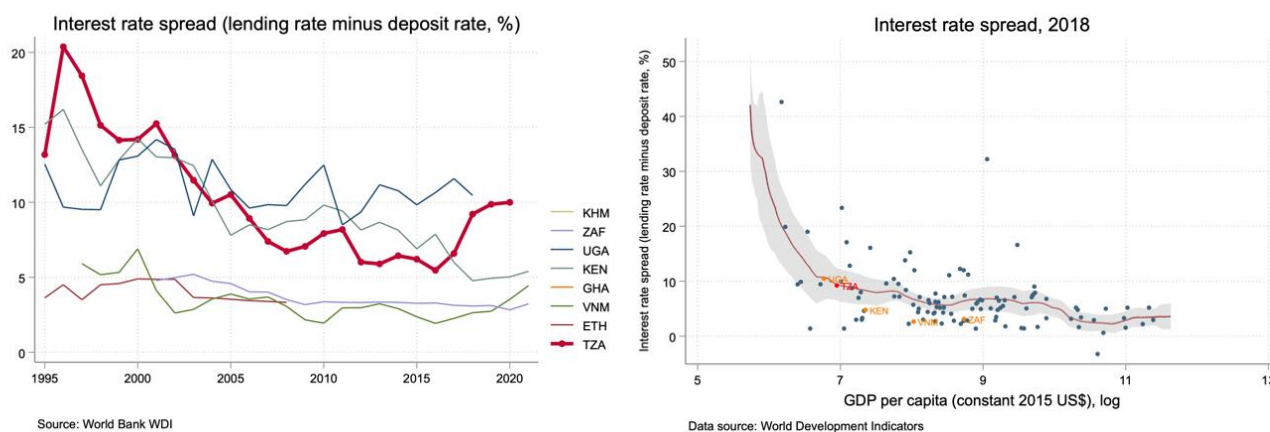 Interest rate spread (lending rate minus deposit rate, %)
20
15
10
5
0
1995
2000
2005
2010
2015
2020
KHM
ZAF
UGA
KEN
GHA
VNM
ETH
TZA
Source: World Bank WDI
Interest rate spread, 2018
Interest rate spread (lending rate minus deposit rate, %)
50
40
30
20
10
0
UGA
TZA
KEN
VNM
ZAF
5
7
9
11
13
GDP per capita (constant 2015 US$), log
Data source: World Development Indicators